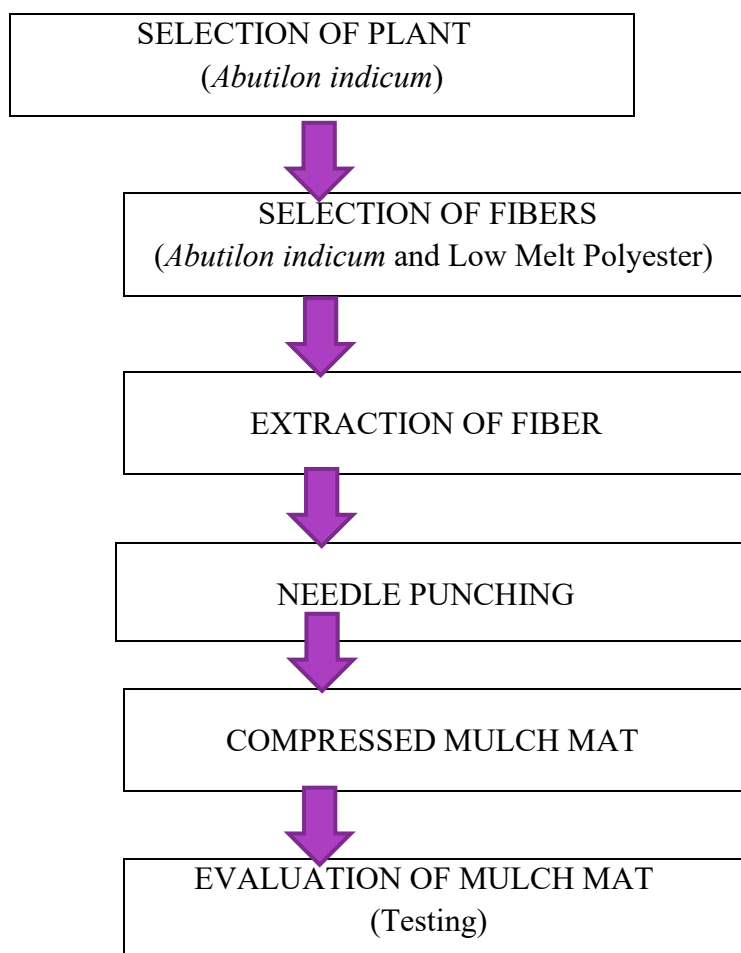 SELECTION OF PLANT
(Abutilon indicum)
SELECTION OF FIBERS
(Abutilon indicum and Low Melt Polyester)
EXTRACTION OF FIBER
NEEDLE PUNCHING
COMPRESSED MULCH MAT
EVALUATION OF MULCH MAT
(Testing)